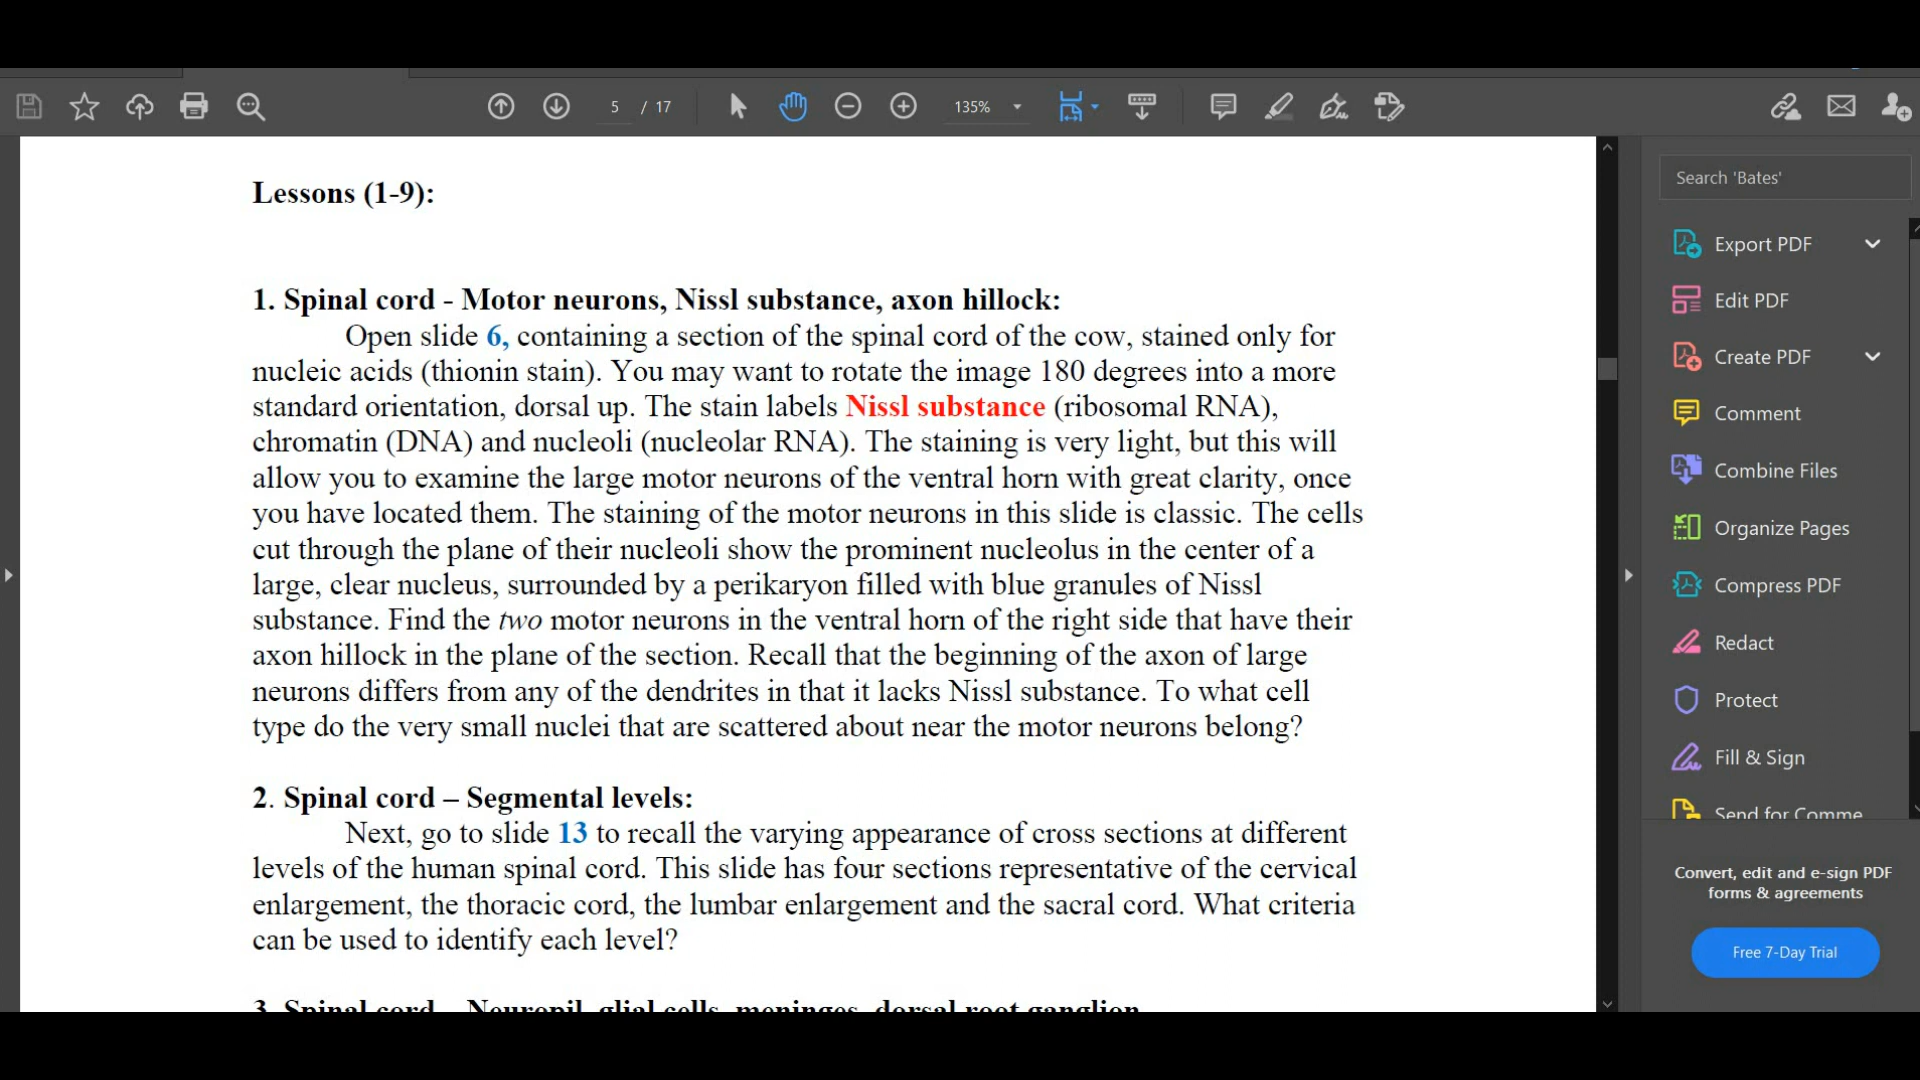 5 / 17
135%
Lessons (1-9):
1. Spinal cord - Motor neurons, Nissl substance, axon hillock:
Open slide 6, containing a section of the spinal cord of the cow, stained only for
nucleic acids (thionin stain). You may want to rotate the image 180 degrees into a more
standard orientation, dorsal up. The stain labels Nissl substance (ribosomal RNA),
chromatin (DNA) and nucleoli (nucleolar RNA). The staining is very light, but this will
allow you to examine the large motor neurons of the ventral horn with great clarity, once
you have located them. The staining of the motor neurons in this slide is classic. The cells
cut through the plane of their nucleoli show the prominent nucleolus in the center of a
large, clear nucleus, surrounded by a perikaryon filled with blue granules of Nissl
substance. Find the two motor neurons in the ventral horn of the right side that have their
axon hillock in the plane of the section. Recall that the beginning of the axon of large
neurons differs from any of the dendrites in that it lacks Nissl substance. To what cell
type do the very small nuclei that are scattered about near the motor neurons belong?
2. Spinal cord – Segmental levels:
Next, go to slide 13 to recall the varying appearance of cross sections at different
levels of the human spinal cord. This slide has four sections representative of the cervical
enlargement, the thoracic cord, the lumbar enlargement and the sacral cord. What criteria
can be used to identify each level?
3. Spinal cord – Neuropil, glial cells, meninges, dorsal root ganglion
Search 'Bates'
Export PDF
Edit PDF
Create PDF
Comment
Combine Files
Organize Pages
Compress PDF
Redact
Protect
Fill & Sign
Send for Comme
Convert, edit and e-sign PDF
forms & agreements
Free 7-Day Trial